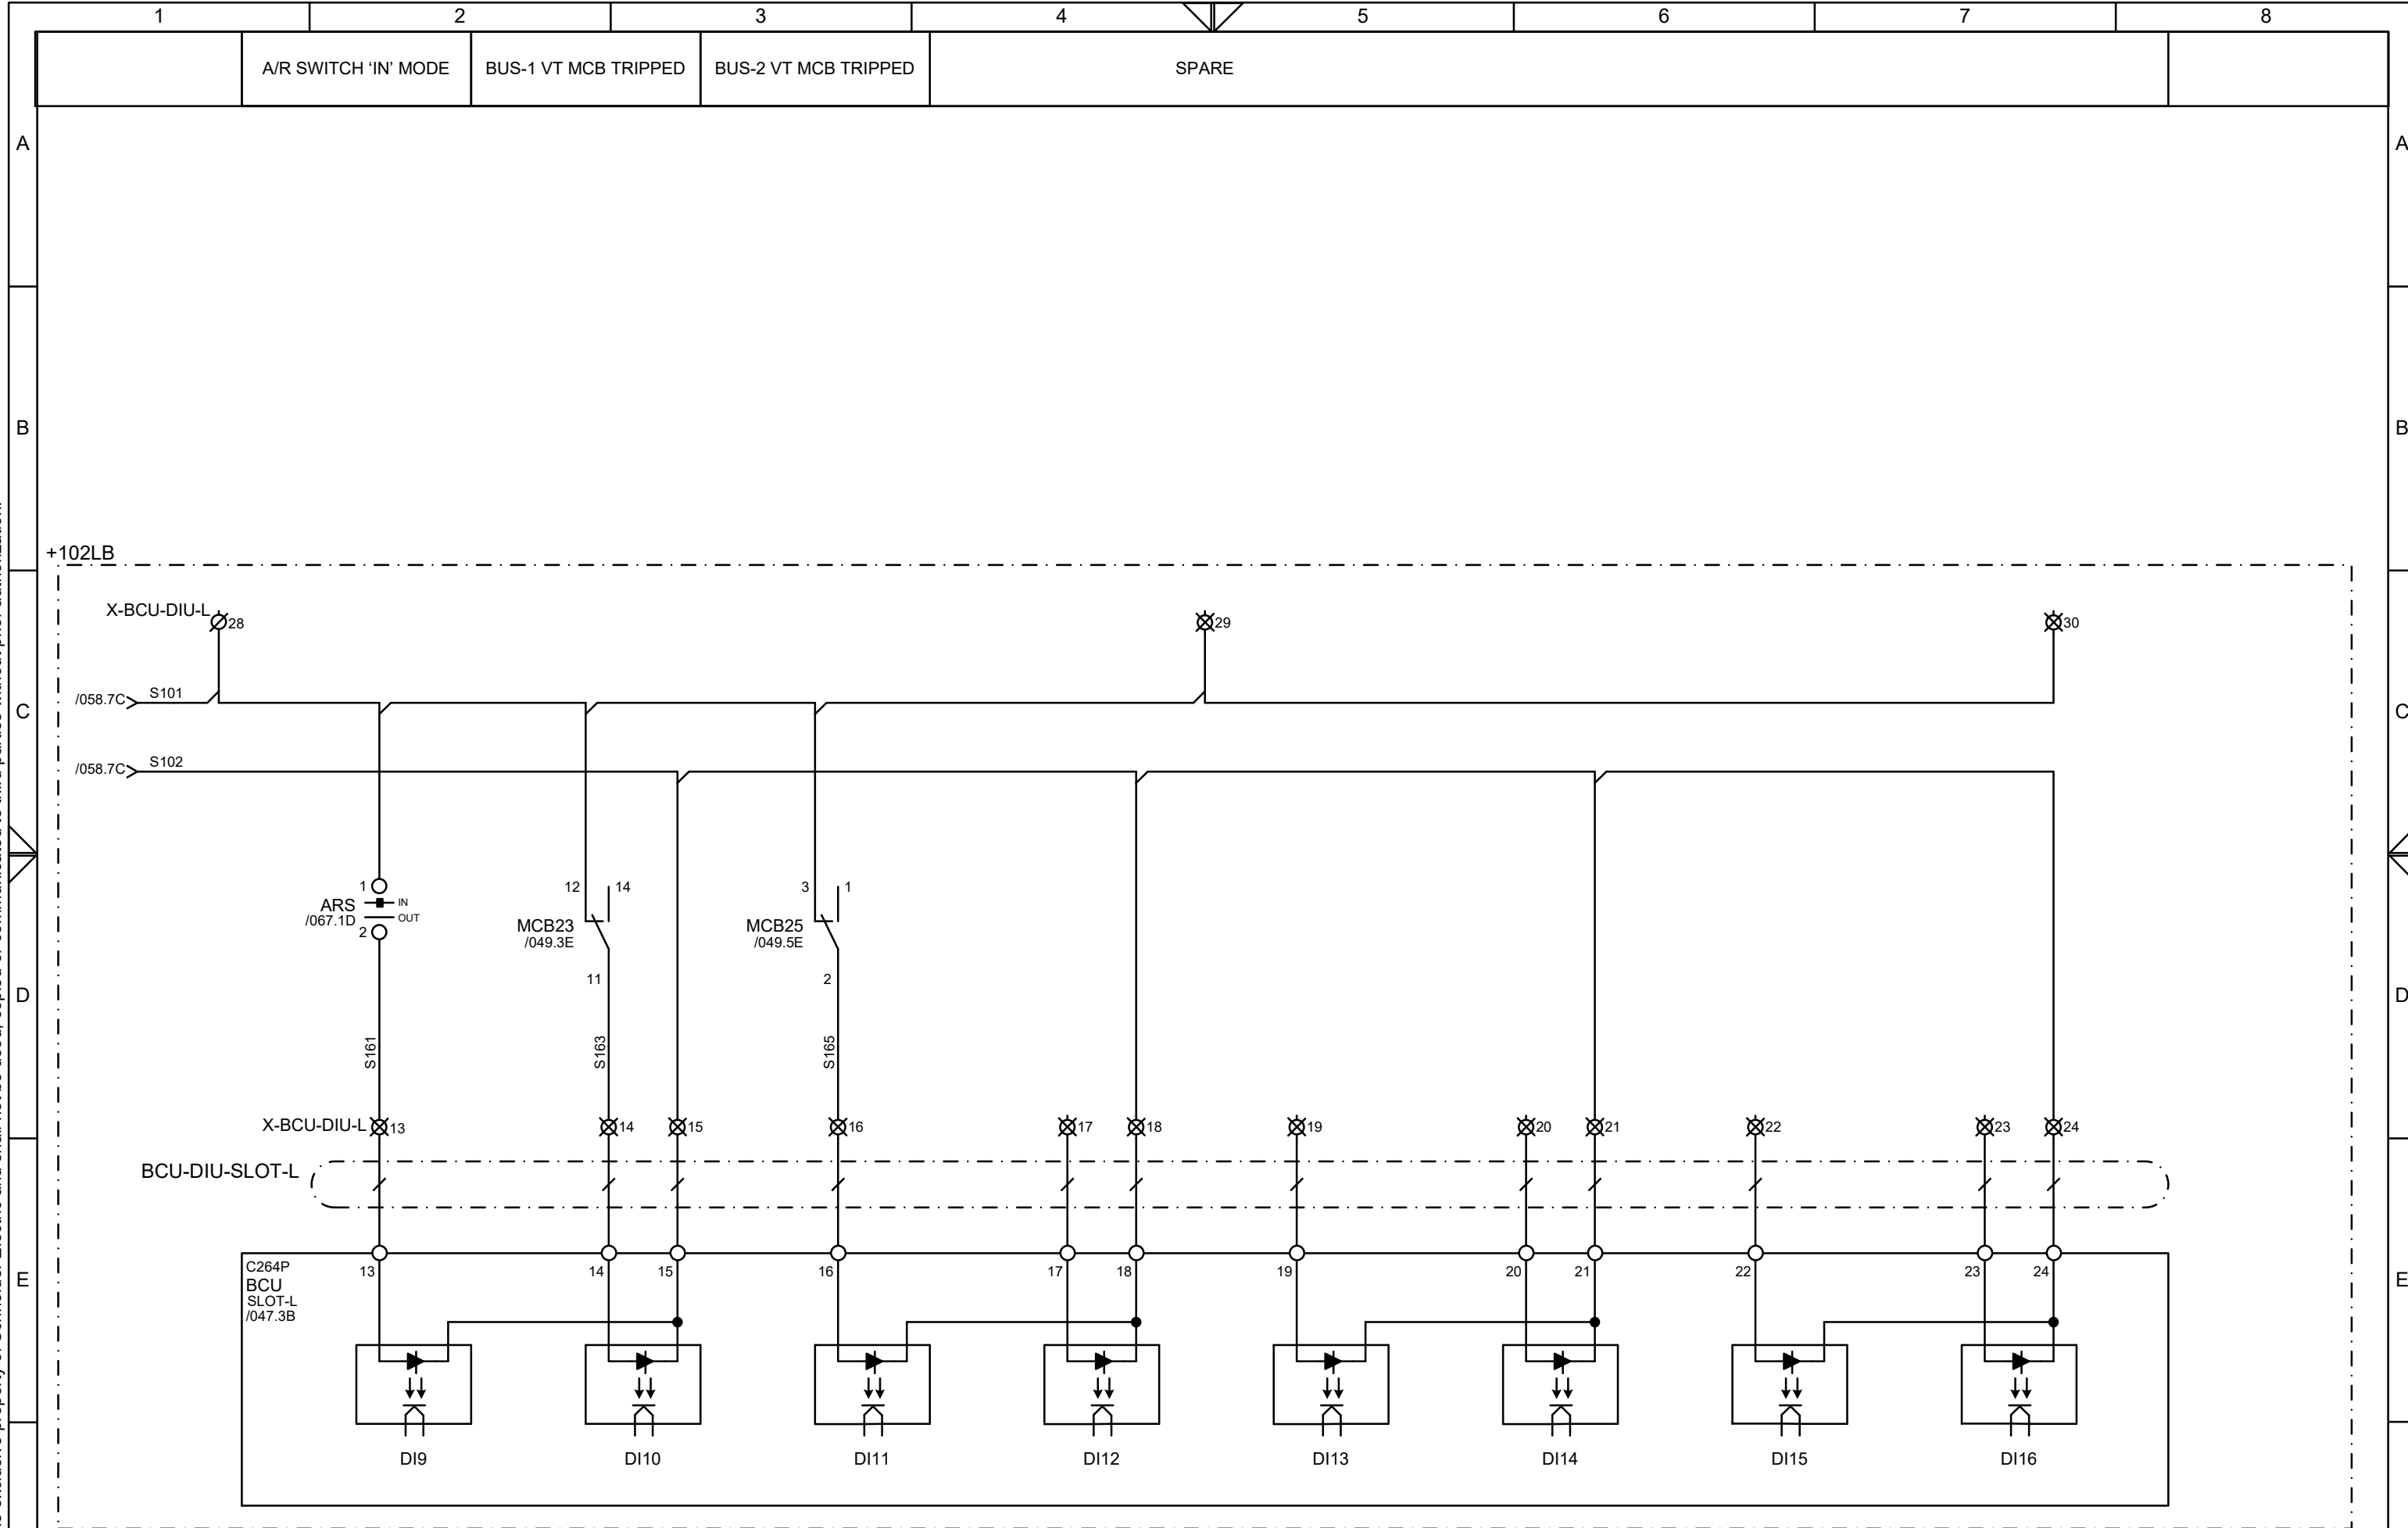 1 2 3 4 5 6 7 8
A/R SWITCH ‘IN’ MODE BUS-1 VT MCB TRIPPED BUS-2 VT MCB TRIPPED SPARE
A A
B B
+102LB
X-BCU-DIU-L 28 29 30
/058.7C S101
C C
/058.7C S102
1 12 14 3 1
ARS IN
/067.1D OUT
2
MCB23 MCB25
/049.3E /049.5E
11 2
D D
S161 S163 S165
X-BCU-DIU-L 13 14 15 16 17 18 19 20 21 22 23 24
BCU-DIU-SLOT-L
C264P
13 14 15 16 17 18 19 20 21 22 23 24
E E
BCU
SLOT-L
/047.3B
DI9 DI10 DI11 DI12 DI13 DI14 DI15 DI16